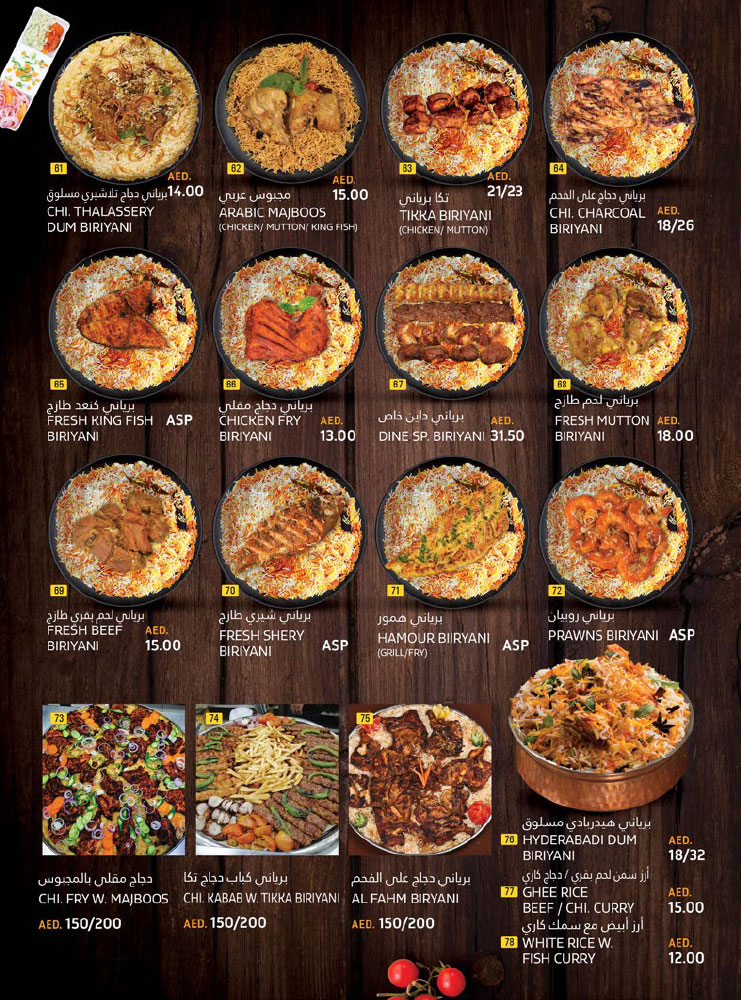 61
برياني دجاج تلاشيري مسلوق
AED.
14.00
CHI. THALASSERY
DUM BIRIYANI
62
مجبوس عربي
AED.
15.00
ARABIC MAJBOOS
(CHICKEN/ MUTTON/ KING FISH)
63
تكا برياني
AED.
21/23
TIKKA BIRIYANI
(CHICKEN/ MUTTON)
64
برياني دجاج على الفحم
CHI. CHARCOAL
BIRIYANI
AED.
18/26
65
برياني كنعد طازج
FRESH KING FISH
BIRIYANI
ASP
66
برياني دجاج مقلي
CHICKEN FRY
BIRIYANI
AED.
13.00
67
برياني داين خاص
DINE SP. BIRIYANI
AED.
31.50
68
برياني لحم طازج
FRESH MUTTON
BIRIYANI
AED.
18.00
69
برياني لحم بقري طازج
FRESH BEEF
BIRIYANI
AED.
15.00
70
برياني شيري طازج
FRESH SHERY
BIRIYANI
ASP
71
برياني همور
HAMOUR BIIRYANI
(GRILL/FRY)
ASP
72
برياني روبيان
PRAWNS BIRIYANI
ASP
73
دجاج مقلي بالمجبوس
CHI. FRY W. MAJBOOS
AED. 150/200
74
برياني كباب دجاج تكا
CHI. KABAB W. TIKKA BIRIYANI
AED. 150/200
75
برياني دجاج على الفحم
AL FAHM BIRYANI
AED. 150/200
برياني هيدربادي مسلوق
76 HYDERABADI DUM
BIRIYANI
AED.
18/32
أرز سمن لحم بقري / دجاج كاري
77 GHEE RICE
BEEF / CHI. CURRY
AED.
15.00
أرز أبيض مع سمك كاري
78 WHITE RICE W.
FISH CURRY
AED.
12.00